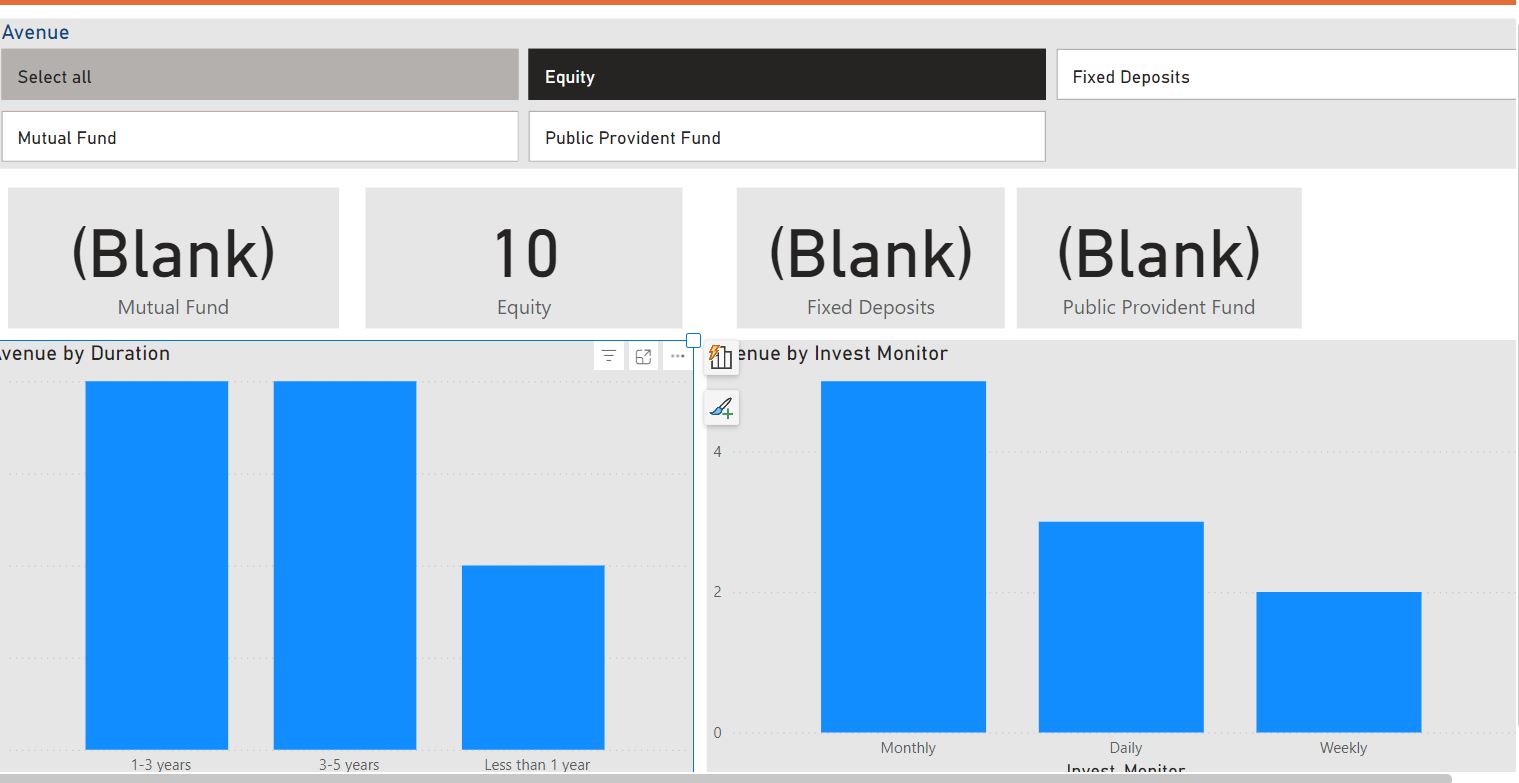 Avenue
Select all
Equity
Fixed Deposits
Mutual Fund
Public Provident Fund
(Blank)
Mutual Fund
10
Equity
(Blank)
Fixed Deposits
(Blank)
Public Provident Fund
venue by Duration
1-3 years
3-5 years
Less than 1 year
enue by Invest Monitor
4
2
0
Monthly
Daily
Weekly
Invest_Monitor